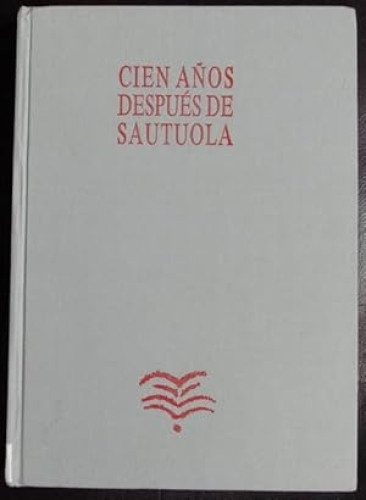 CIEN AÑOS
DESPUÉS DE
SAUTUOLA